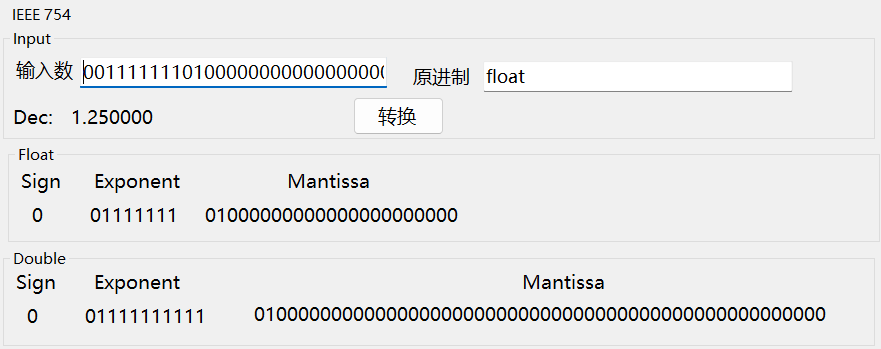 IEEE 754
Input
输入数 0011111110100000000000000000 原进制 float
Dec: 1.250000 转换
Float
Sign Exponent Mantissa
0 01111111 01000000000000000000000
Double
Sign Exponent Mantissa
0 01111111111 0100000000000000000000000000000000000000000000000000